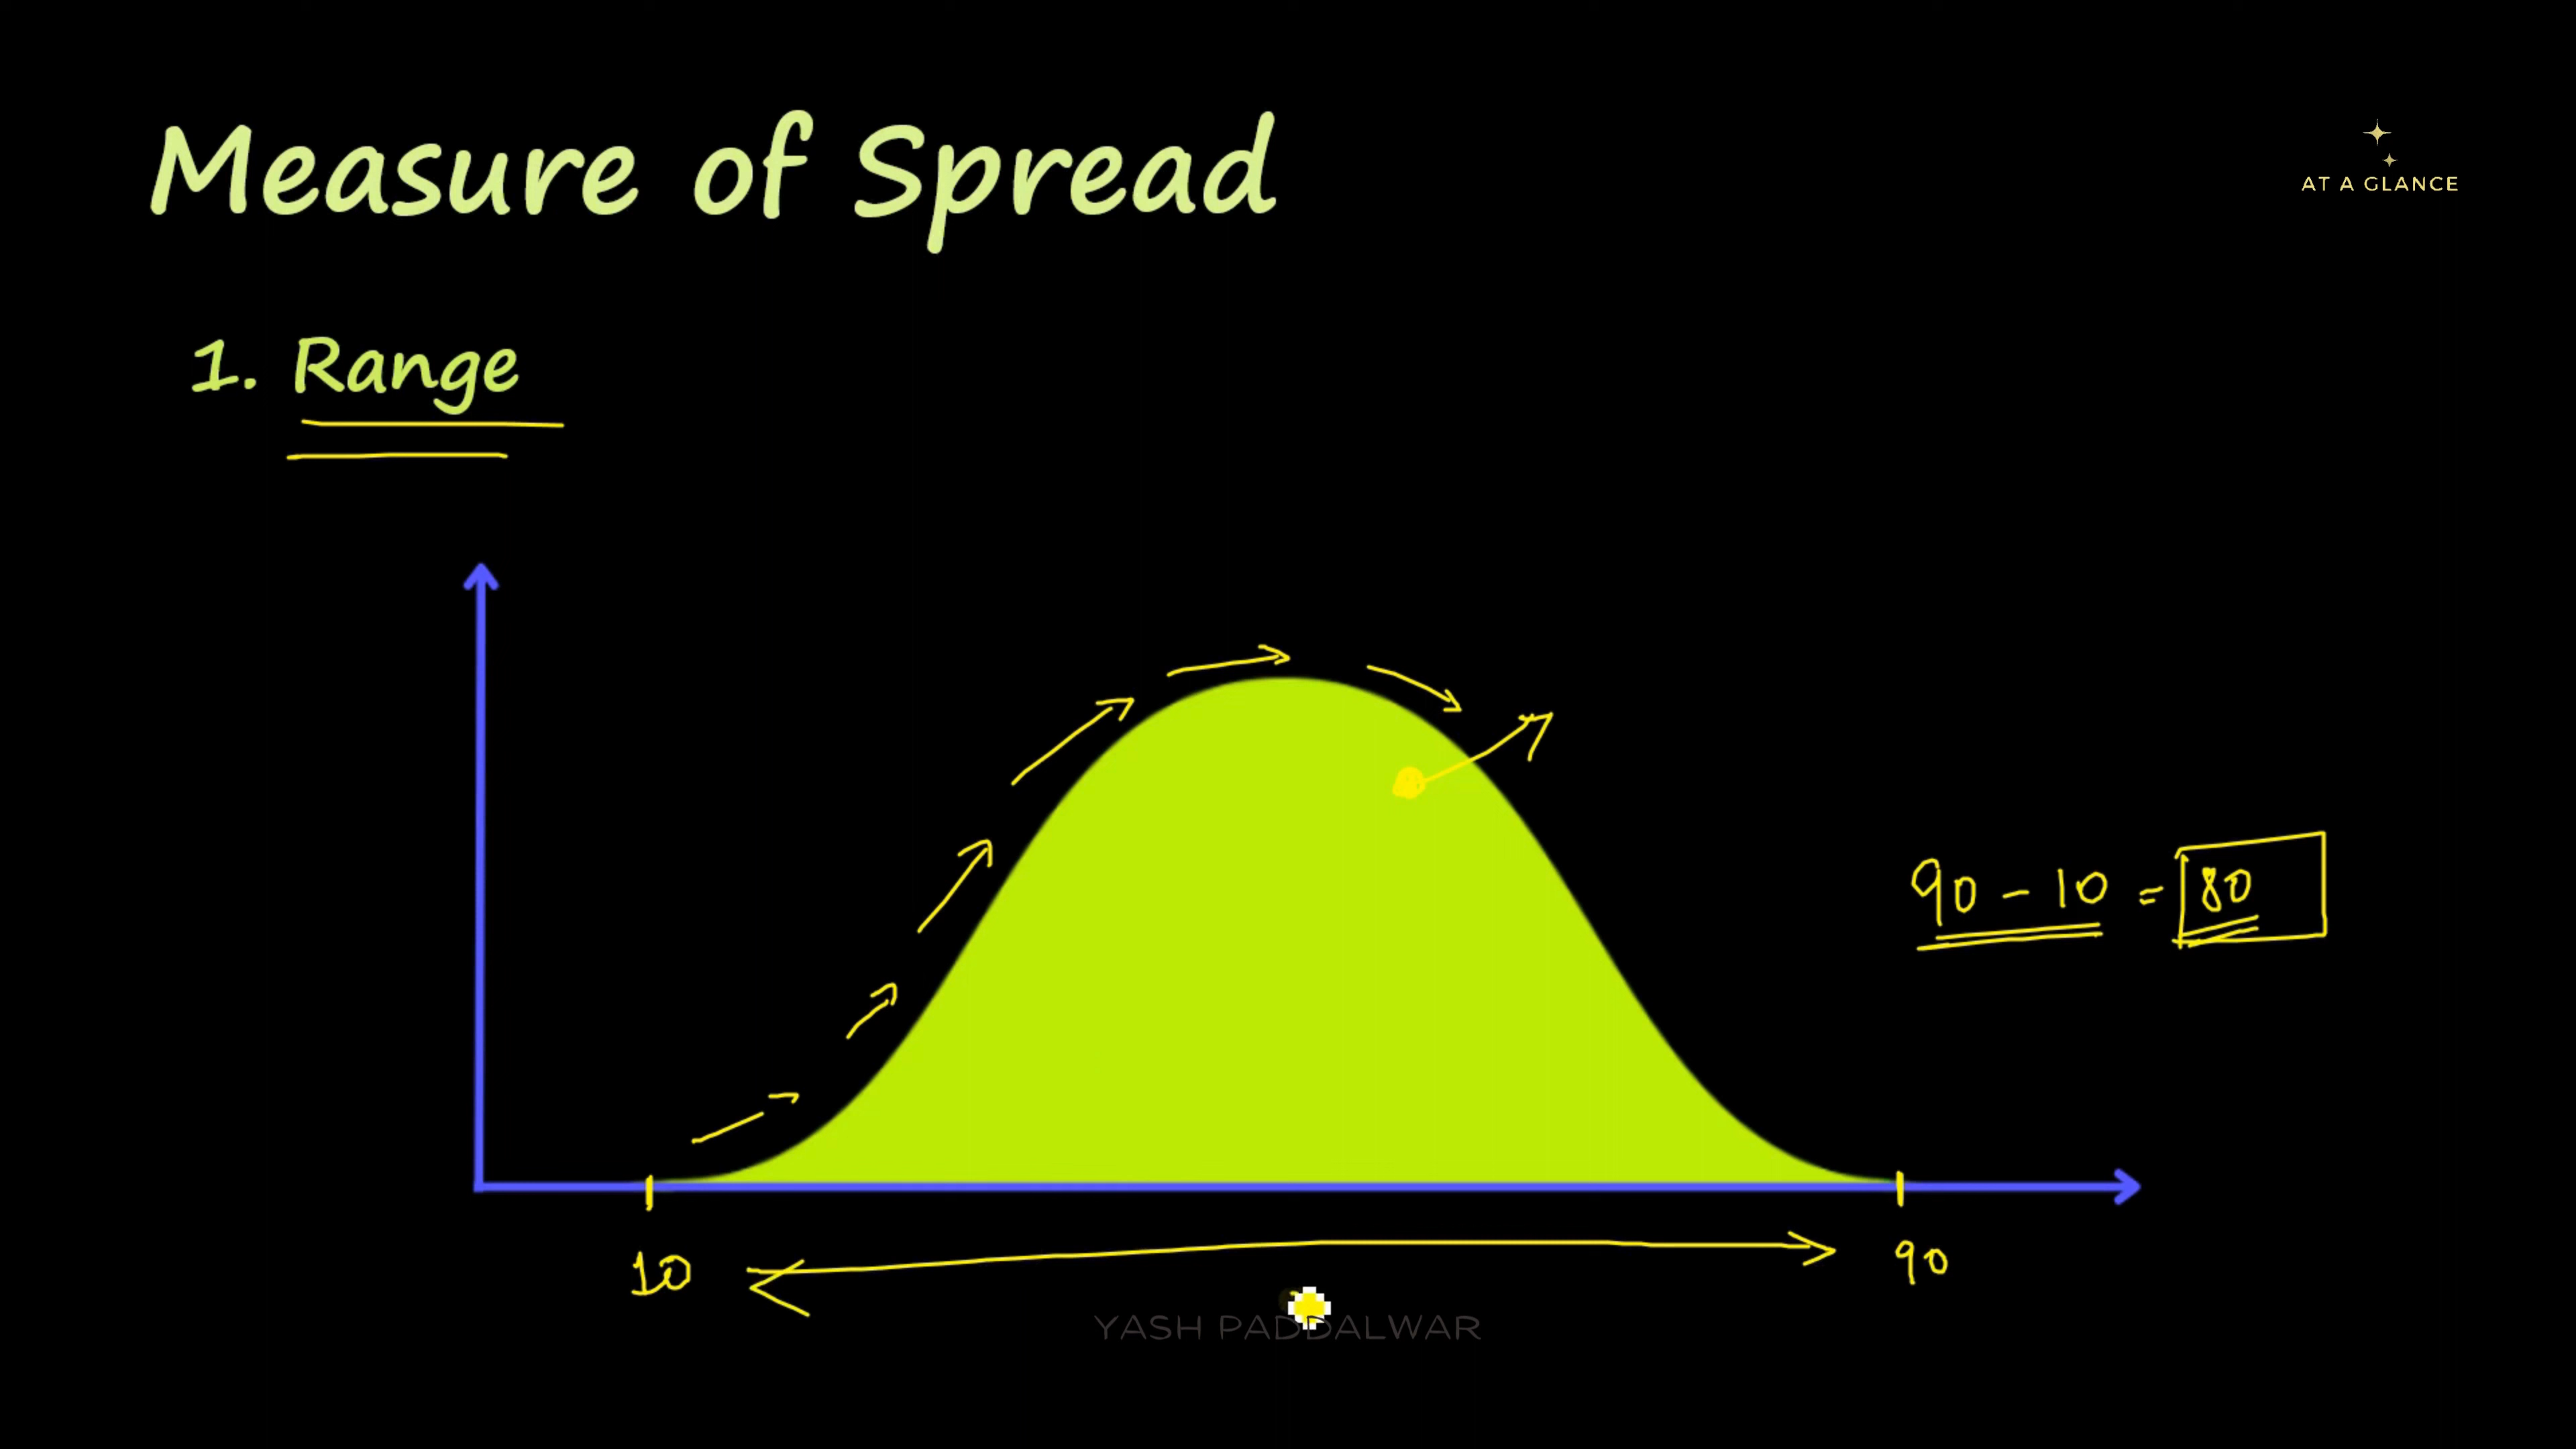 Measure of Spread
AT A GLANCE
1. Range
90 - 10 = 80
10
90
YASH PADDALWAR